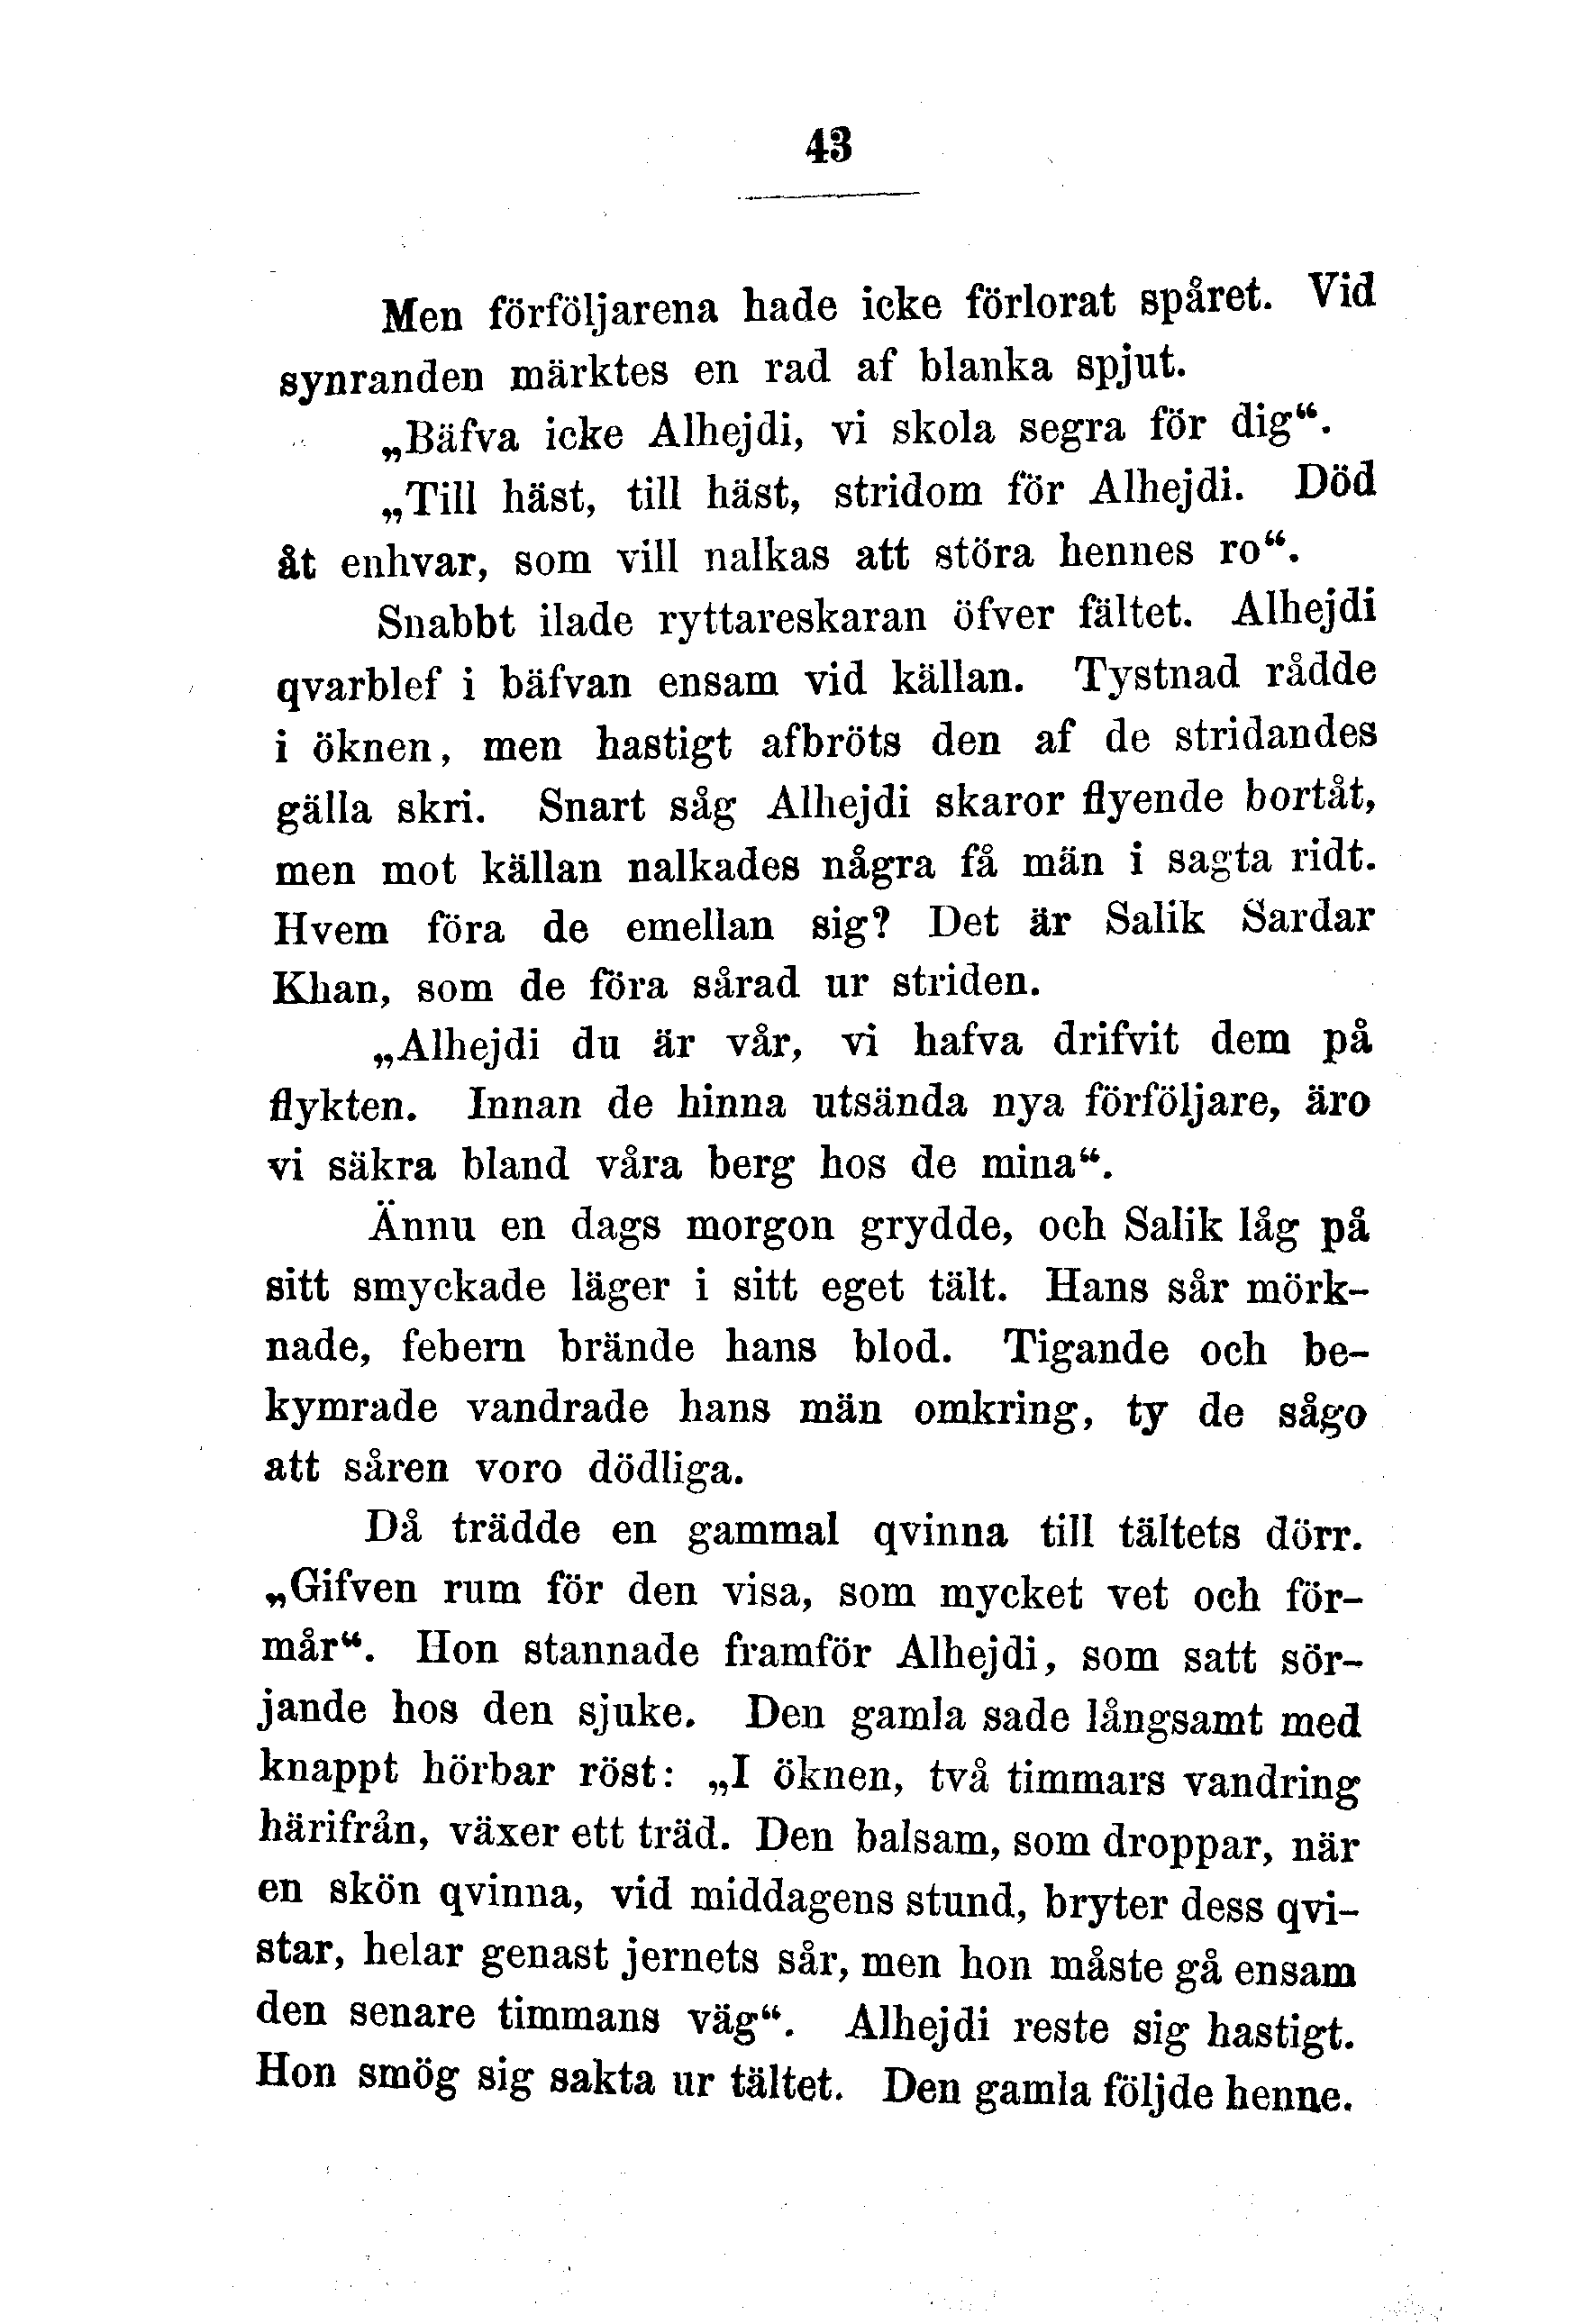 43
Men förföljarena hade icke förlorat spåret. Vid
synranden märktes en rad af blanka spjut.
„Bäfva icke Alhejdi, vi skola segra för dig“.
„Till häst, till häst, stridom för Alhejdi. Död
åt enhvar, som vill nalkas att störa hennes ro“.
Snabbt ilade ryttareskaran öfver fältet. Alhejdi
qvarblef i bäfvan ensam vid källan. Tystnad rådde
i öknen, men hastigt afbröts den af de stridandes
gälla skri. Snart såg Alhejdi skaror flyende bortåt,
men mot källan nalkades några få män i sagta ridt.
Hvem föra de emellan sig? Det är Salik Sardar
Khan, som de föra sårad ur striden.
„Alhejdi du är vår, vi hafva drifvit dem på
flykten. Innan de hinna utsända nya förföljare, äro
vi säkra bland våra berg hos de mina“.
Ännu en dags morgon grydde, och Salik låg på
sitt smyckade läger i sitt eget tält. Hans sår mörk-
nade, febern brände hans blod. Tigande och be-
kymrade vandrade hans män omkring, ty de sågo
att såren voro dödliga.
Då trädde en gammal qvinna till tältets dörr.
„Gifven rum för den visa, som mycket vet och för-
mår“. Hon stannade framför Alhejdi, som satt sör-
jande hos den sjuke. Den gamla sade långsamt med
knappt hörbar röst: „I öknen, två timmars vandring
härifrån, växer ett träd. Den balsam, som droppar, när
en skön qvinna, vid middagens stund, bryter dess qvi-
star, helar genast jernets sår, men hon måste gå ensam
den senare timmans väg“. Alhejdi reste sig hastigt.
Hon smög sig sakta ur tältet. Den gamla följde henne.